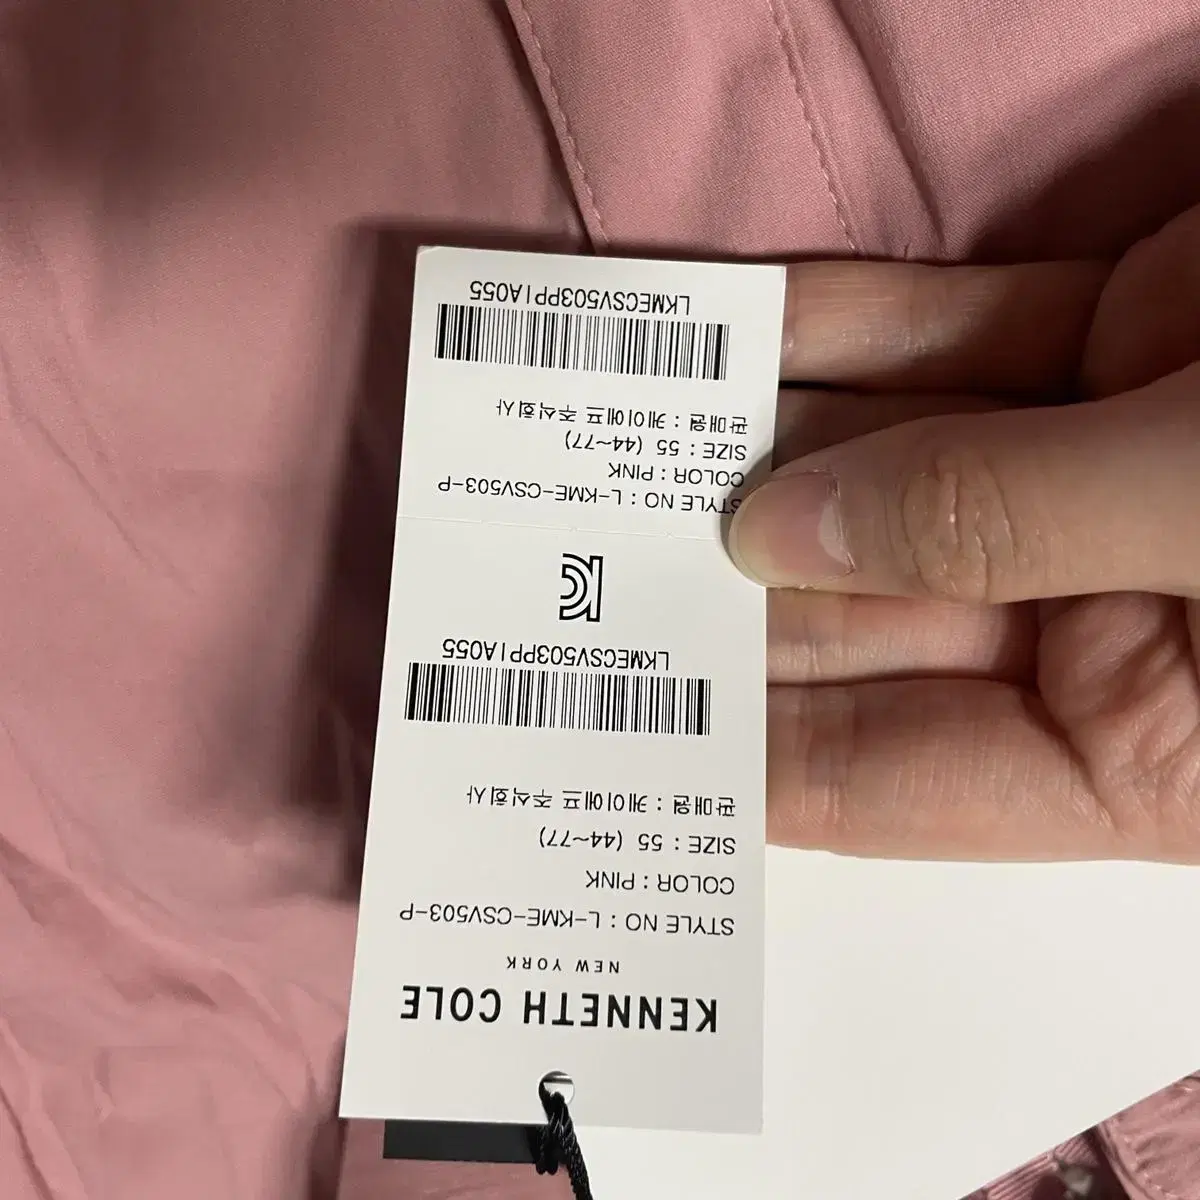 KENNETH COLE
NEW YORK
STYLE NO : L-KME-CSV503-P
COLOR : PINK
SIZE : 55 (44~77)
판매원 : 케이에프 주식회사
LKMECSV503PPIA055
KC
STYLE NO : L-KME-CSV503-P
COLOR : PINK
SIZE : 55 (44~77)
판매원 : 케이에프 주식회사
LKMECSV503PPIA055